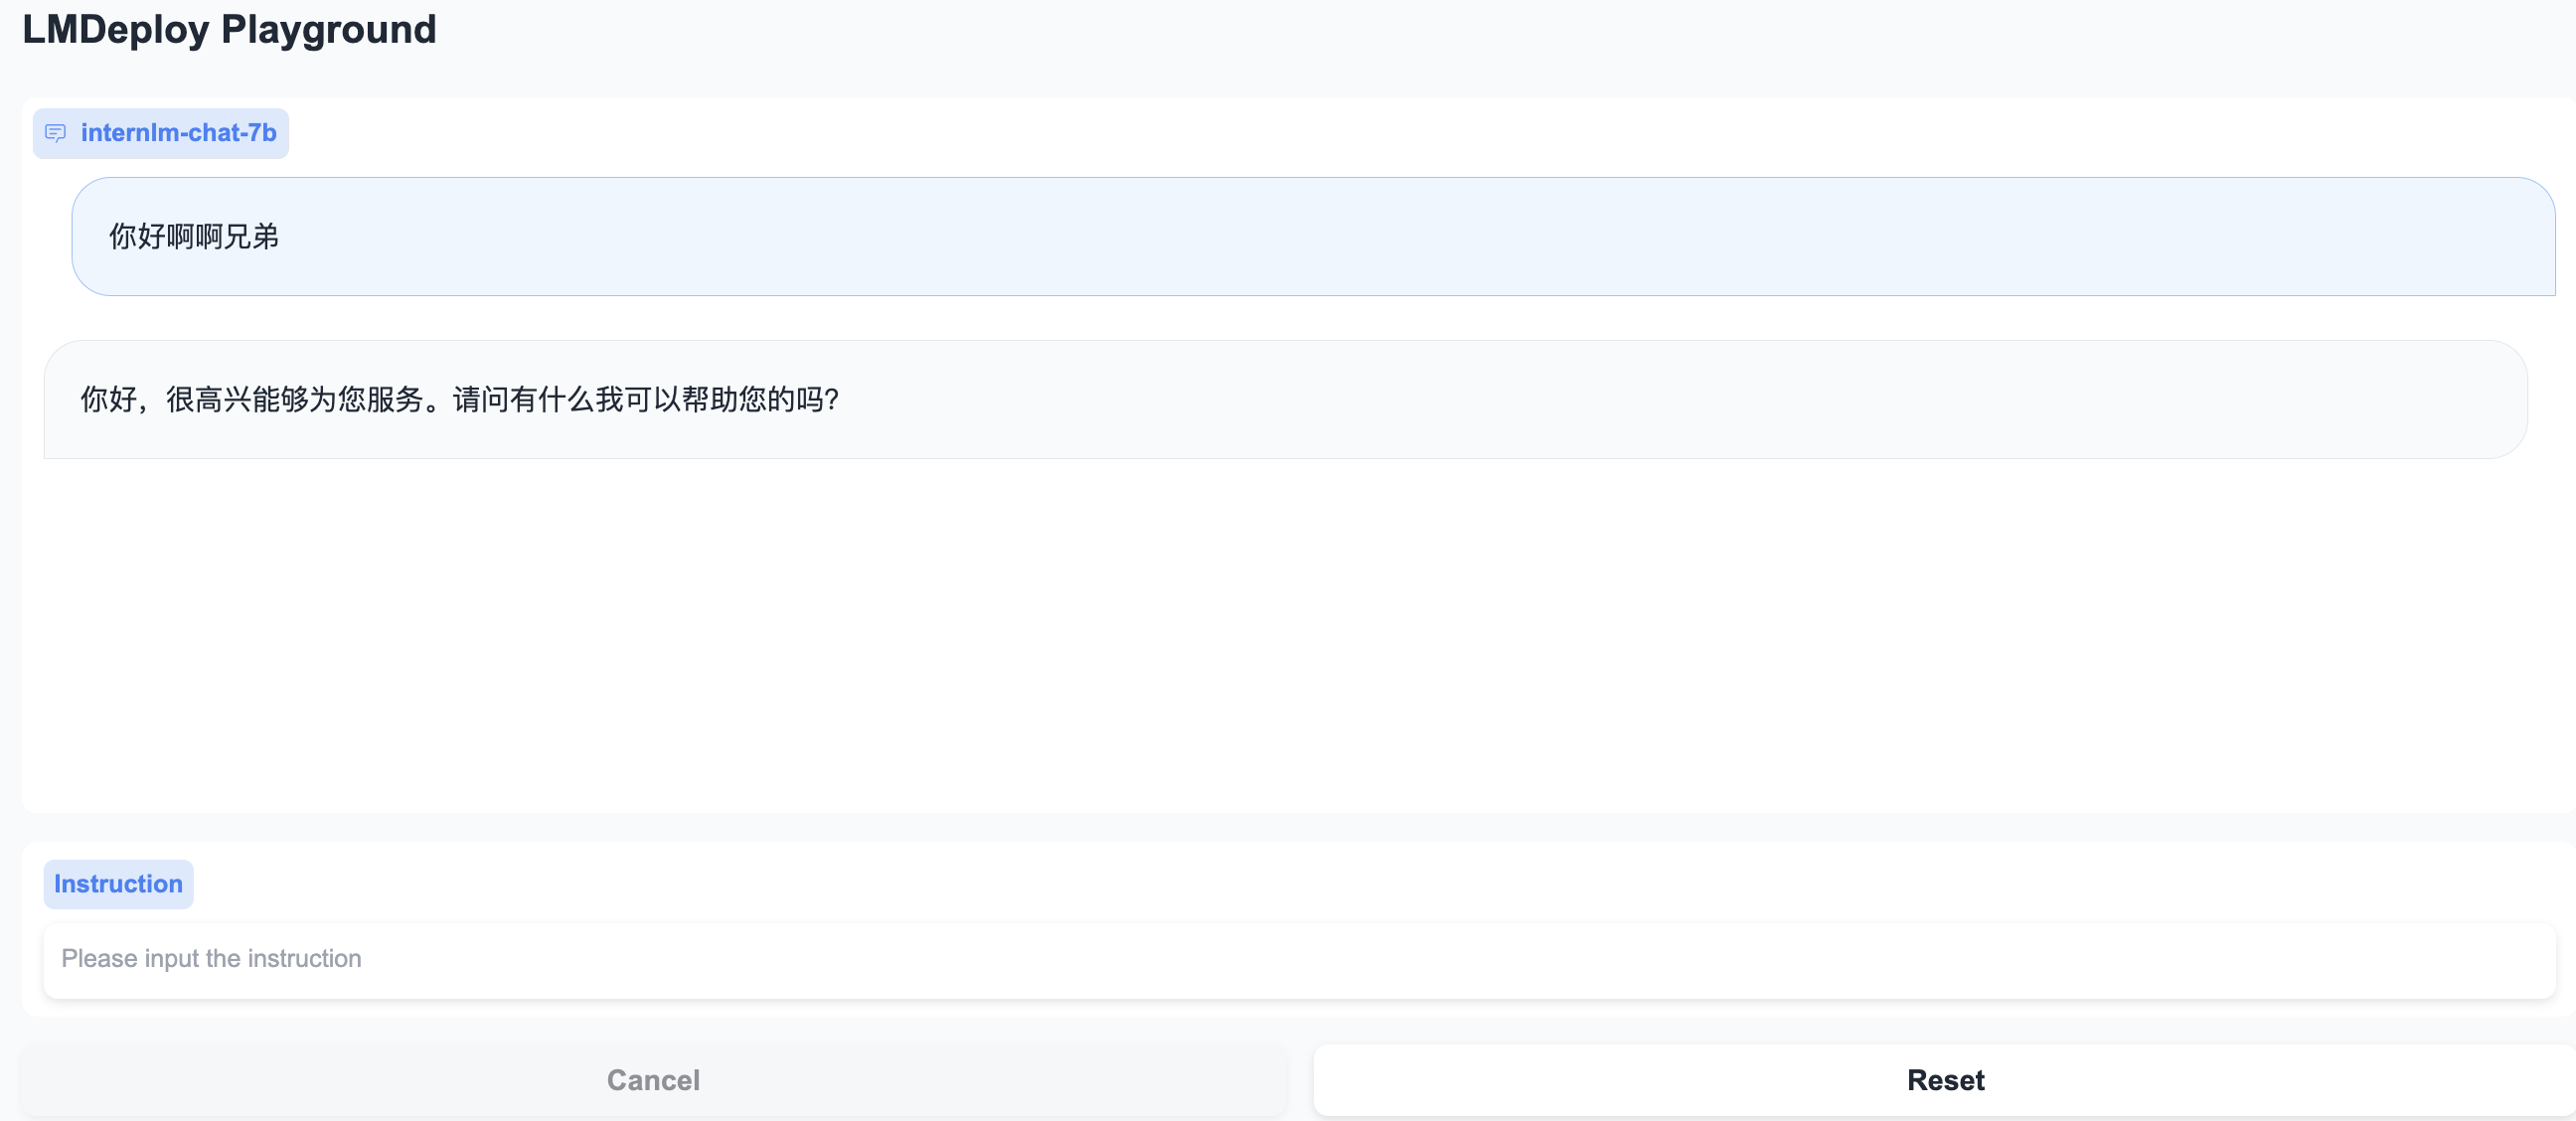 LMDeploy Playground
internlm-chat-7b
你好啊啊兄弟
你好，很高兴能够为您服务。请问有什么我可以帮助您的吗?
Instruction
Please input the instruction
Cancel
Reset